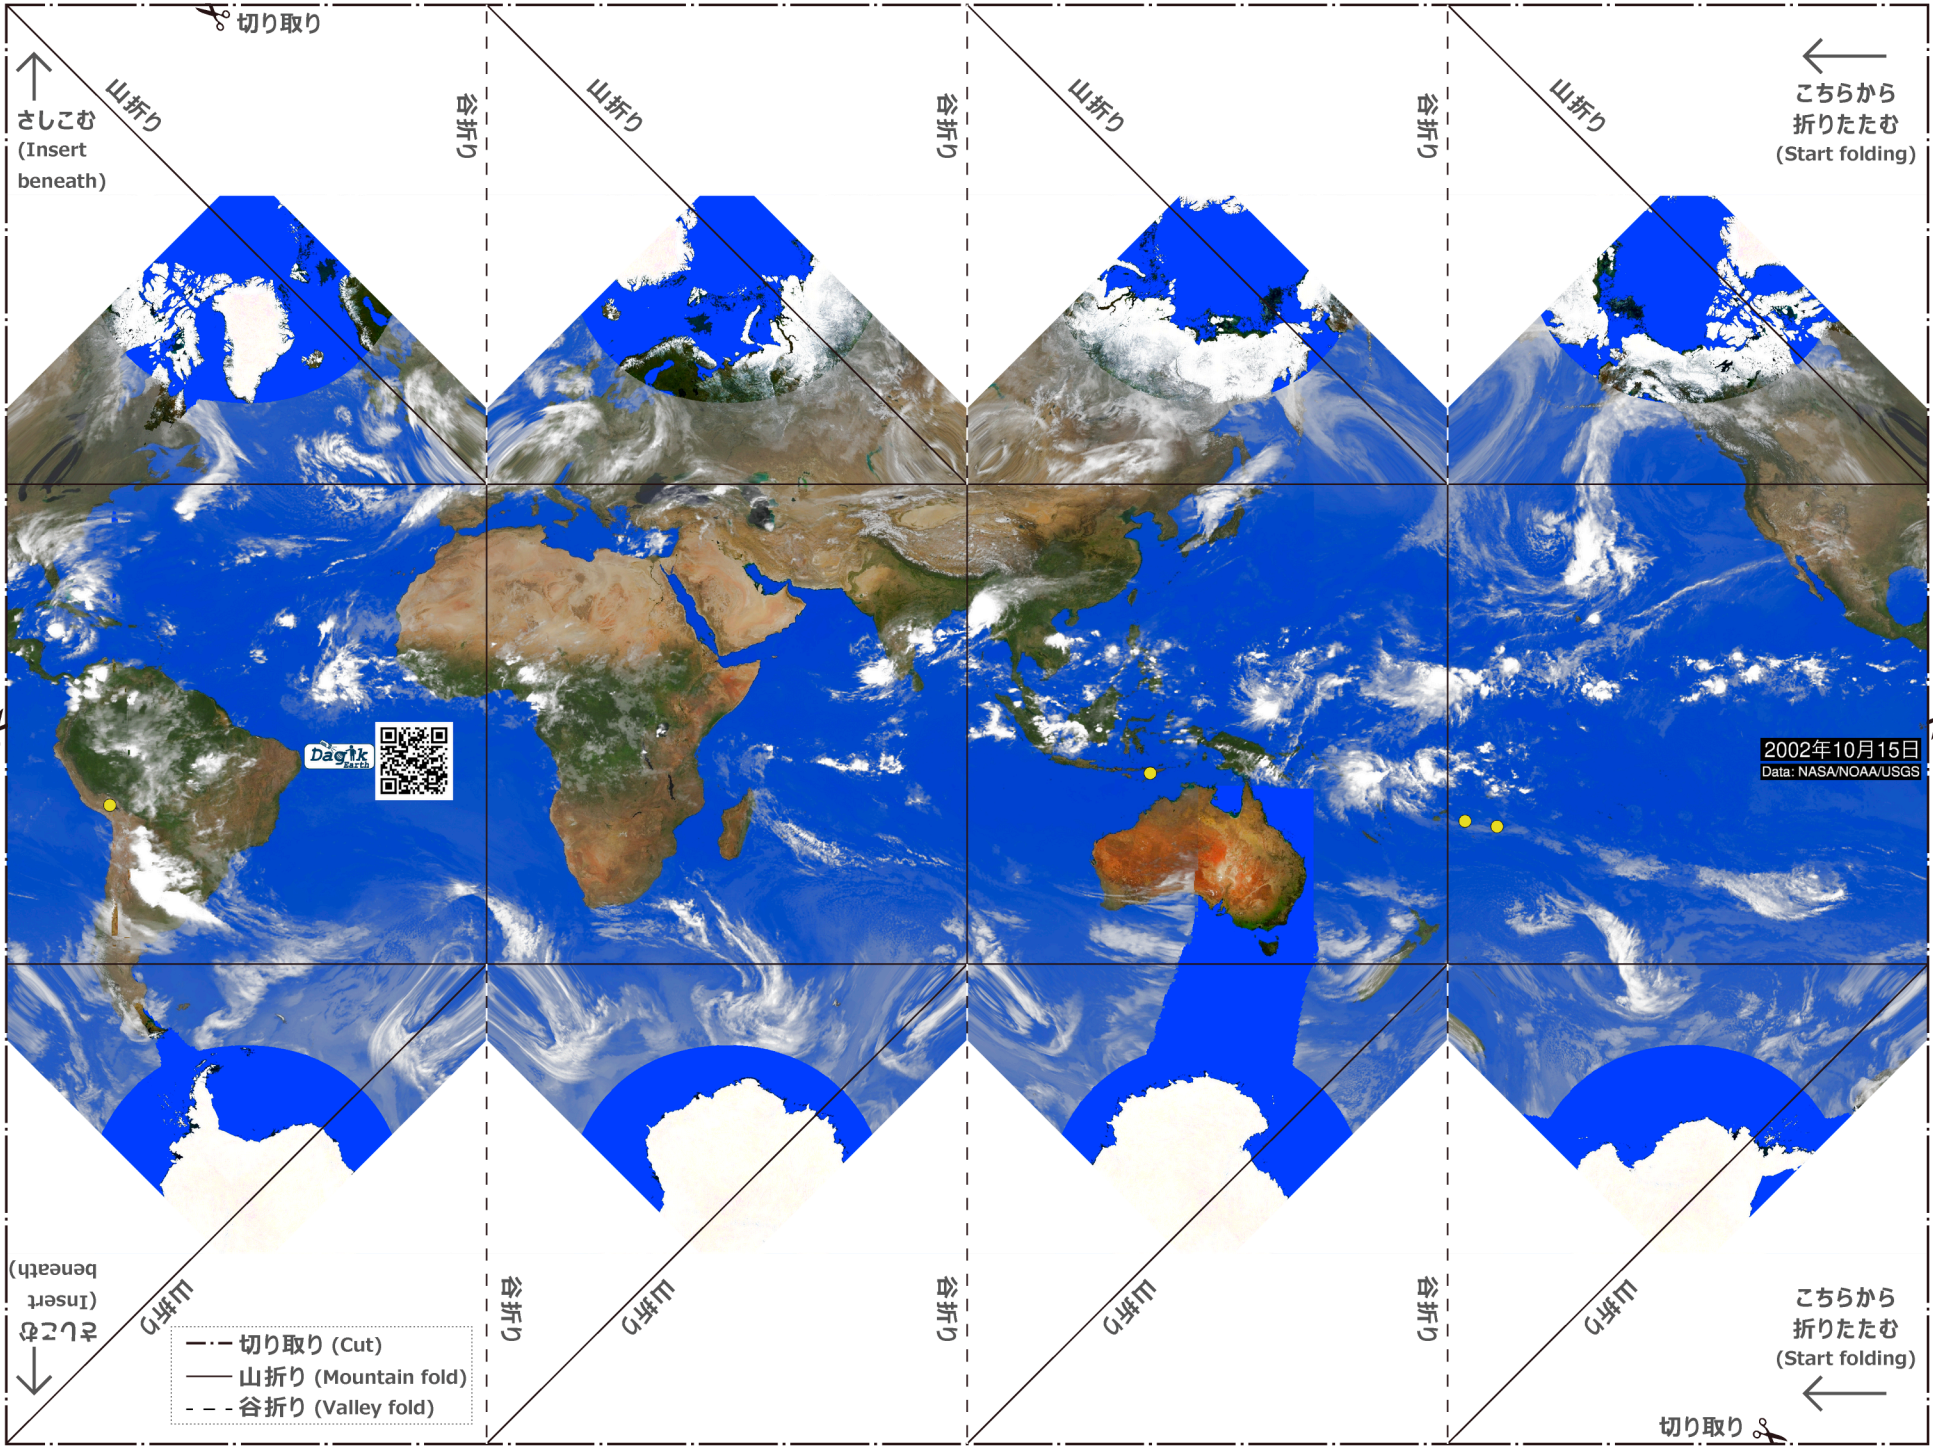 切り取り
さしこむ
(Insert
beneath)
山折り
谷折り
山折り
谷折り
山折り
谷折り
山折り
こちらから
折りたたむ
(Start folding)
Dagik
Earth
2002年10月15日
Data: NASA/NOAA/USGS
さしこむ
(Insert
beneath)
山折り
谷折り
山折り
谷折り
山折り
谷折り
山折り
こちらから
折りたたむ
(Start folding)
切り取り (Cut)
山折り (Mountain fold)
谷折り (Valley fold)
切り取り